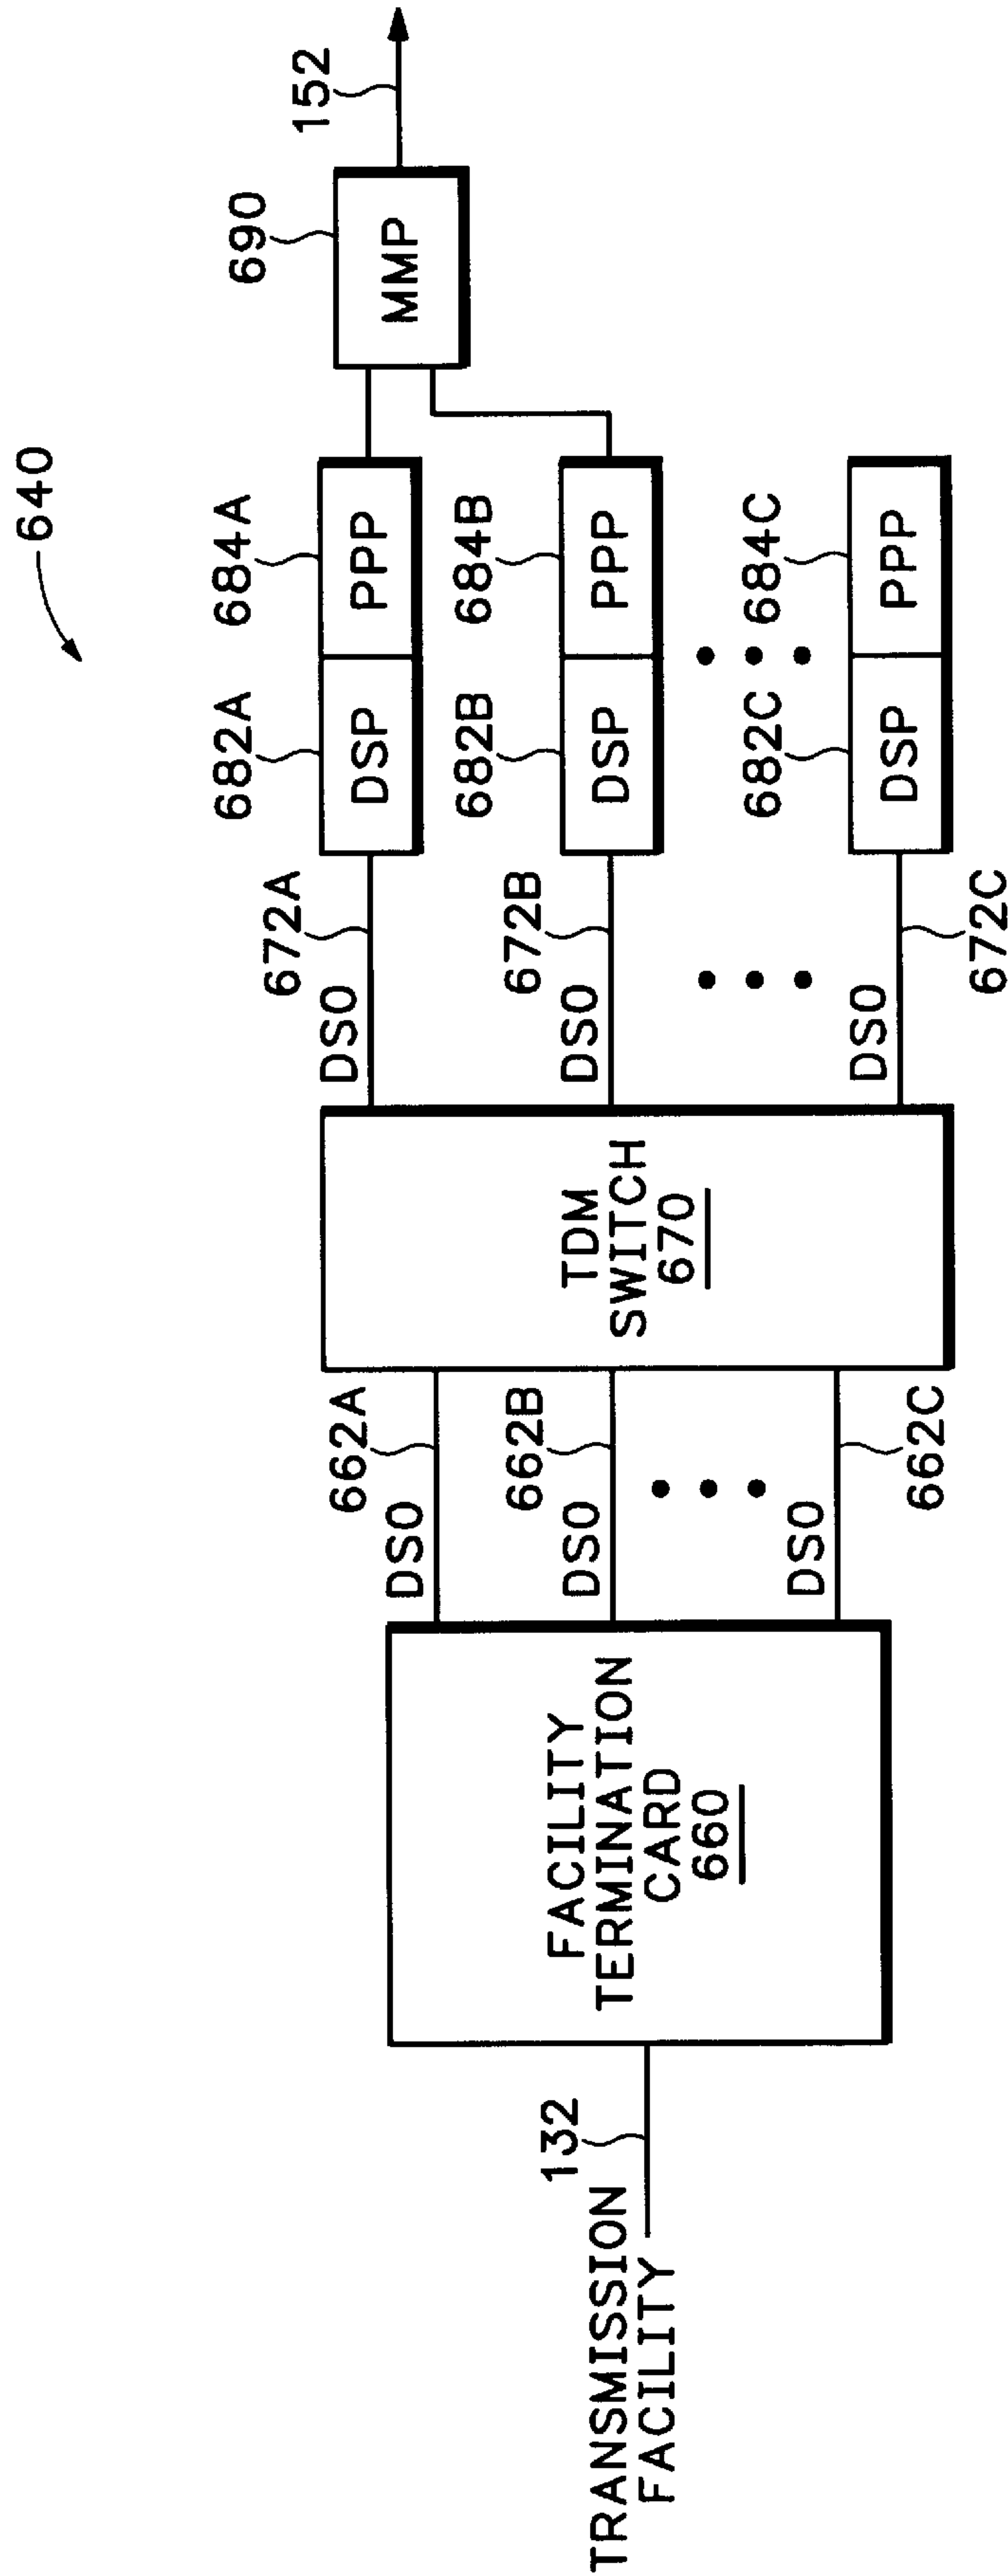 640
TRANSMISSION
FACILITY
132
FACILITY
TERMINATION
CARD
660
DS0
662A
DS0
662B
DS0
662C
TDM
SWITCH
670
DS0
672A
DS0
672B
DS0
672C
682A
684A
DSP
PPP
682B
684B
DSP
PPP
682C
684C
DSP
PPP
690
MMP
152